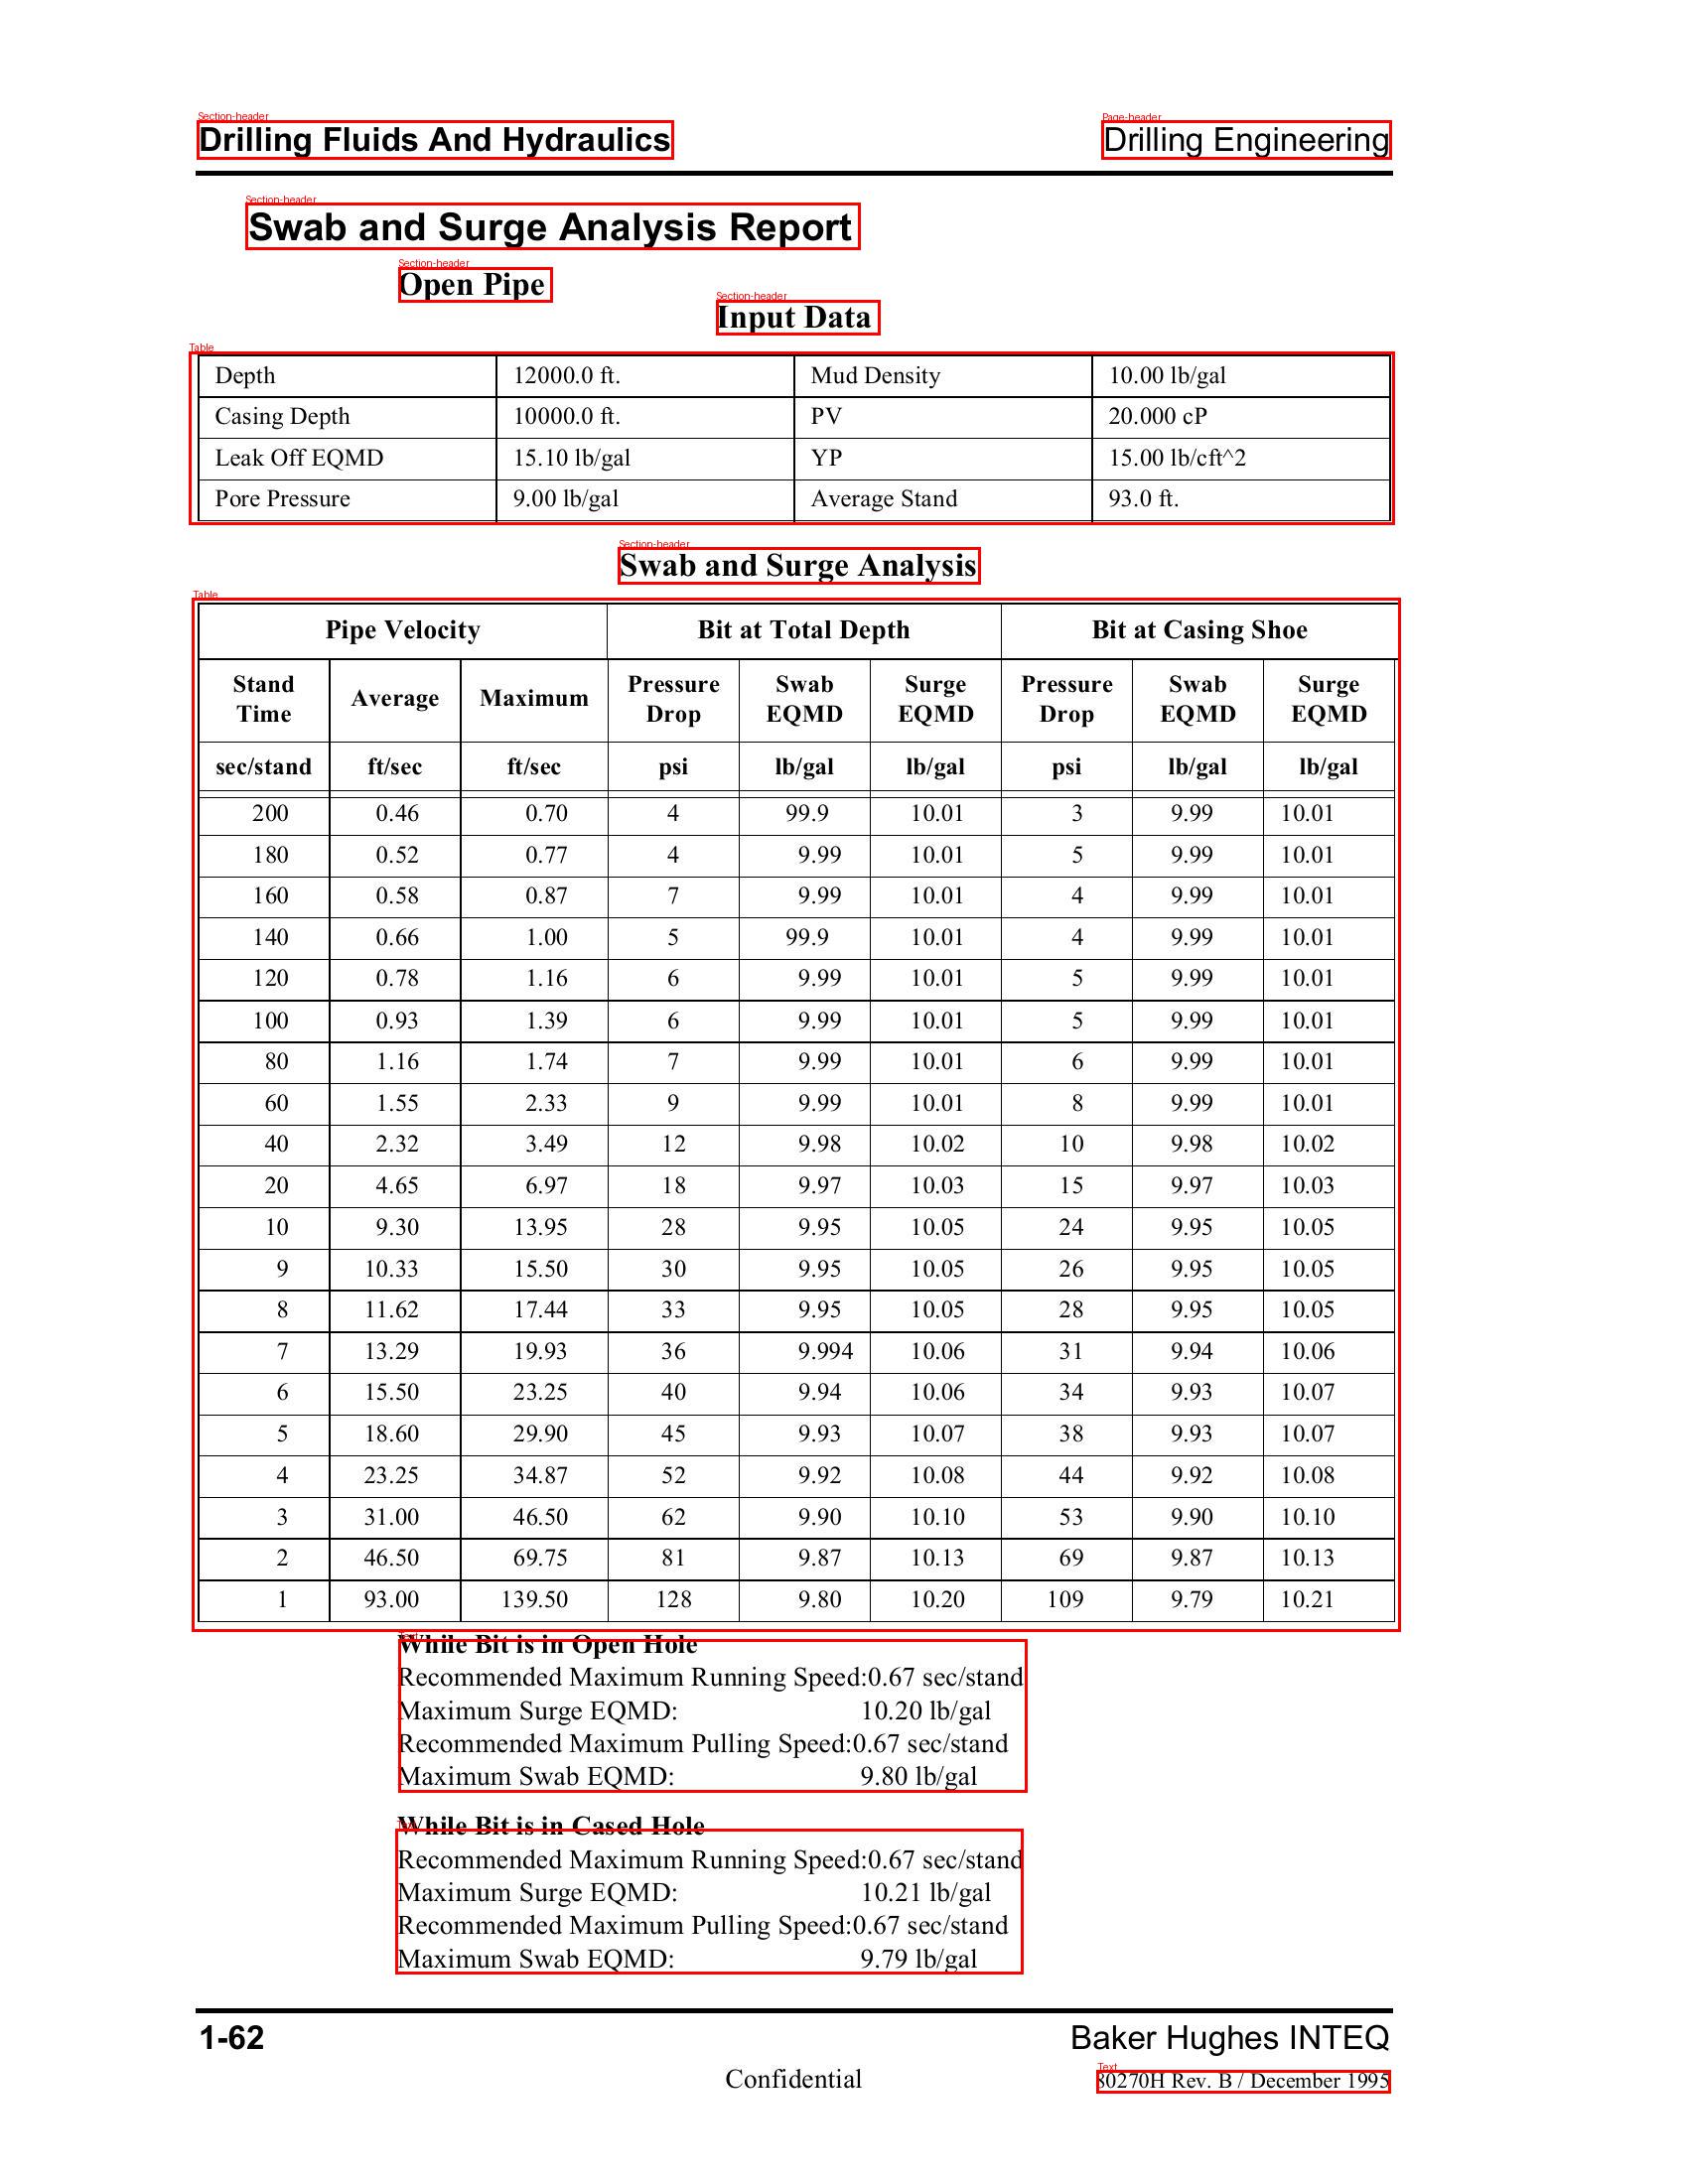 Section-header
Drilling Fluids And Hydraulics
Page-header
Drilling Engineering
Section-header
Swab and Surge Analysis Report
Section-header
Open Pipe
Section-header
Input Data
Table
Depth 12000.0 ft. Mud Density 10.00 lb/gal
Casing Depth 10000.0 ft. PV 20.000 cP
Leak Off EQMD 15.10 lb/gal YP 15.00 lb/cft^2
Pore Pressure 9.00 lb/gal Average Stand 93.0 ft.
Section-header
Swab and Surge Analysis
Table
Pipe Velocity Bit at Total Depth Bit at Casing Shoe
Stand Time Average Maximum Pressure Drop Swab EQMD Surge EQMD Pressure Drop Swab EQMD Surge EQMD
sec/stand ft/sec ft/sec psi lb/gal lb/gal psi lb/gal lb/gal
200 0.46 0.70 4 99.9 10.01 3 9.99 10.01
180 0.52 0.77 4 9.99 10.01 5 9.99 10.01
160 0.58 0.87 7 9.99 10.01 4 9.99 10.01
140 0.66 1.00 5 99.9 10.01 4 9.99 10.01
120 0.78 1.16 6 9.99 10.01 5 9.99 10.01
100 0.93 1.39 6 9.99 10.01 5 9.99 10.01
80 1.16 1.74 7 9.99 10.01 6 9.99 10.01
60 1.55 2.33 9 9.99 10.01 8 9.99 10.01
40 2.32 3.49 12 9.98 10.02 10 9.98 10.02
20 4.65 6.97 18 9.97 10.03 15 9.97 10.03
10 9.30 13.95 28 9.95 10.05 24 9.95 10.05
9 10.33 15.50 30 9.95 10.05 26 9.95 10.05
8 11.62 17.44 33 9.95 10.05 28 9.95 10.05
7 13.29 19.93 36 9.994 10.06 31 9.94 10.06
6 15.50 23.25 40 9.94 10.06 34 9.93 10.07
5 18.60 29.90 45 9.93 10.07 38 9.93 10.07
4 23.25 34.87 52 9.92 10.08 44 9.92 10.08
3 31.00 46.50 62 9.90 10.10 53 9.90 10.10
2 46.50 69.75 81 9.87 10.13 69 9.87 10.13
1 93.00 139.50 128 9.80 10.20 109 9.79 10.21
Text
While Bit is in Open Hole
Recommended Maximum Running Speed:0.67 sec/stand
Maximum Surge EQMD: 10.20 lb/gal
Recommended Maximum Pulling Speed:0.67 sec/stand
Maximum Swab EQMD: 9.80 lb/gal
Text
While Bit is in Cased Hole
Recommended Maximum Running Speed:0.67 sec/stand
Maximum Surge EQMD: 10.21 lb/gal
Recommended Maximum Pulling Speed:0.67 sec/stand
Maximum Swab EQMD: 9.79 lb/gal
1-62
Baker Hughes INTEQ
Confidential
Text
80270H Rev. B / December 1995